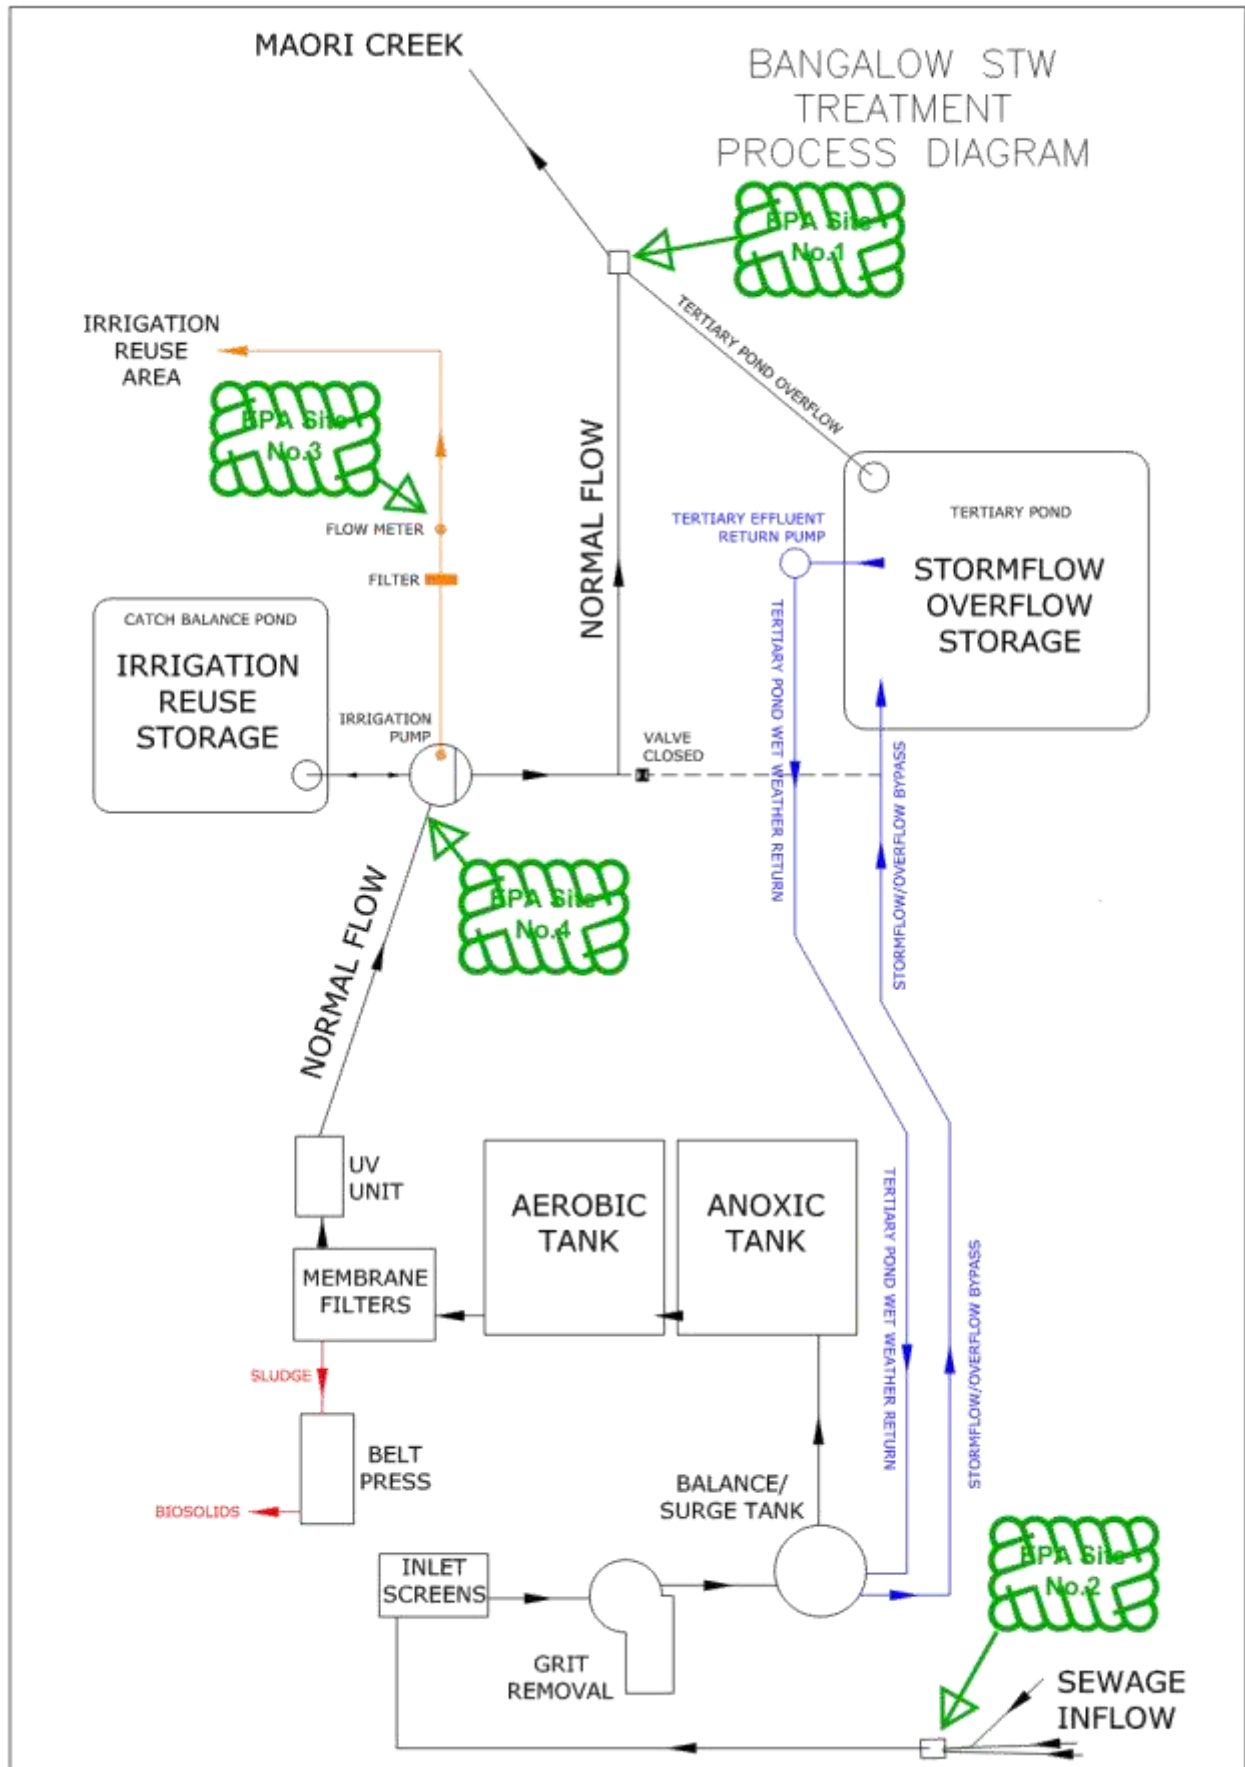 MAORI CREEK
BANGALOW STW
TREATMENT
PROCESS DIAGRAM
EPA Site
No.1
TERTIARY POND OVERFLOW
IRRIGATION
REUSE
AREA
EPA Site
No.3
FLOW METER
FILTER
NORMAL FLOW
TERTIARY EFFLUENT
RETURN PUMP
TERTIARY POND
STORMFLOW
OVERFLOW
STORAGE
CATCH BALANCE POND
IRRIGATION
REUSE
STORAGE
IRRIGATION
PUMP
VALVE
CLOSED
TERTIARY POND WET WEATHER RETURN
STORMFLOW/OVERFLOW BYPASS
EPA Site
No.4
NORMAL FLOW
UV
UNIT
AEROBIC
TANK
ANOXIC
TANK
MEMBRANE
FILTERS
TERTIARY POND WET WEATHER RETURN
STORMFLOW/OVERFLOW BYPASS
SLUDGE
BELT
PRESS
BIOSOLIDS
BALANCE/
SURGE TANK
INLET
SCREENS
GRIT
REMOVAL
EPA Site
No.2
SEWAGE
INFLOW